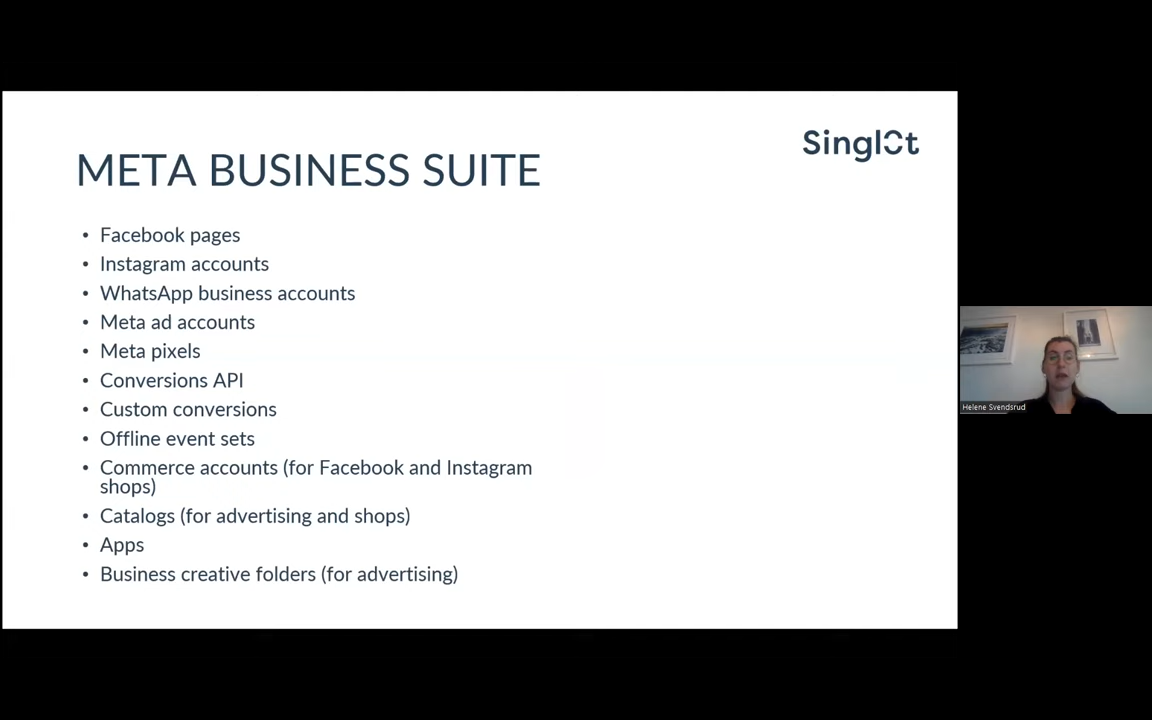 Singlot
META BUSINESS SUITE
• Facebook pages
• Instagram accounts
• WhatsApp business accounts
• Meta ad accounts
• Meta pixels
• Conversions API
• Custom conversions
• Offline event sets
• Commerce accounts (for Facebook and Instagram
shops)
• Catalogs (for advertising and shops)
• Apps
• Business creative folders (for advertising)
Helene Svendsrud